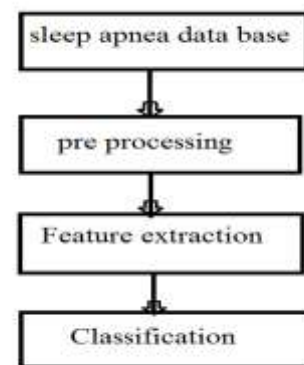 sleep apnea data base
pre processing
Feature extraction
Classification